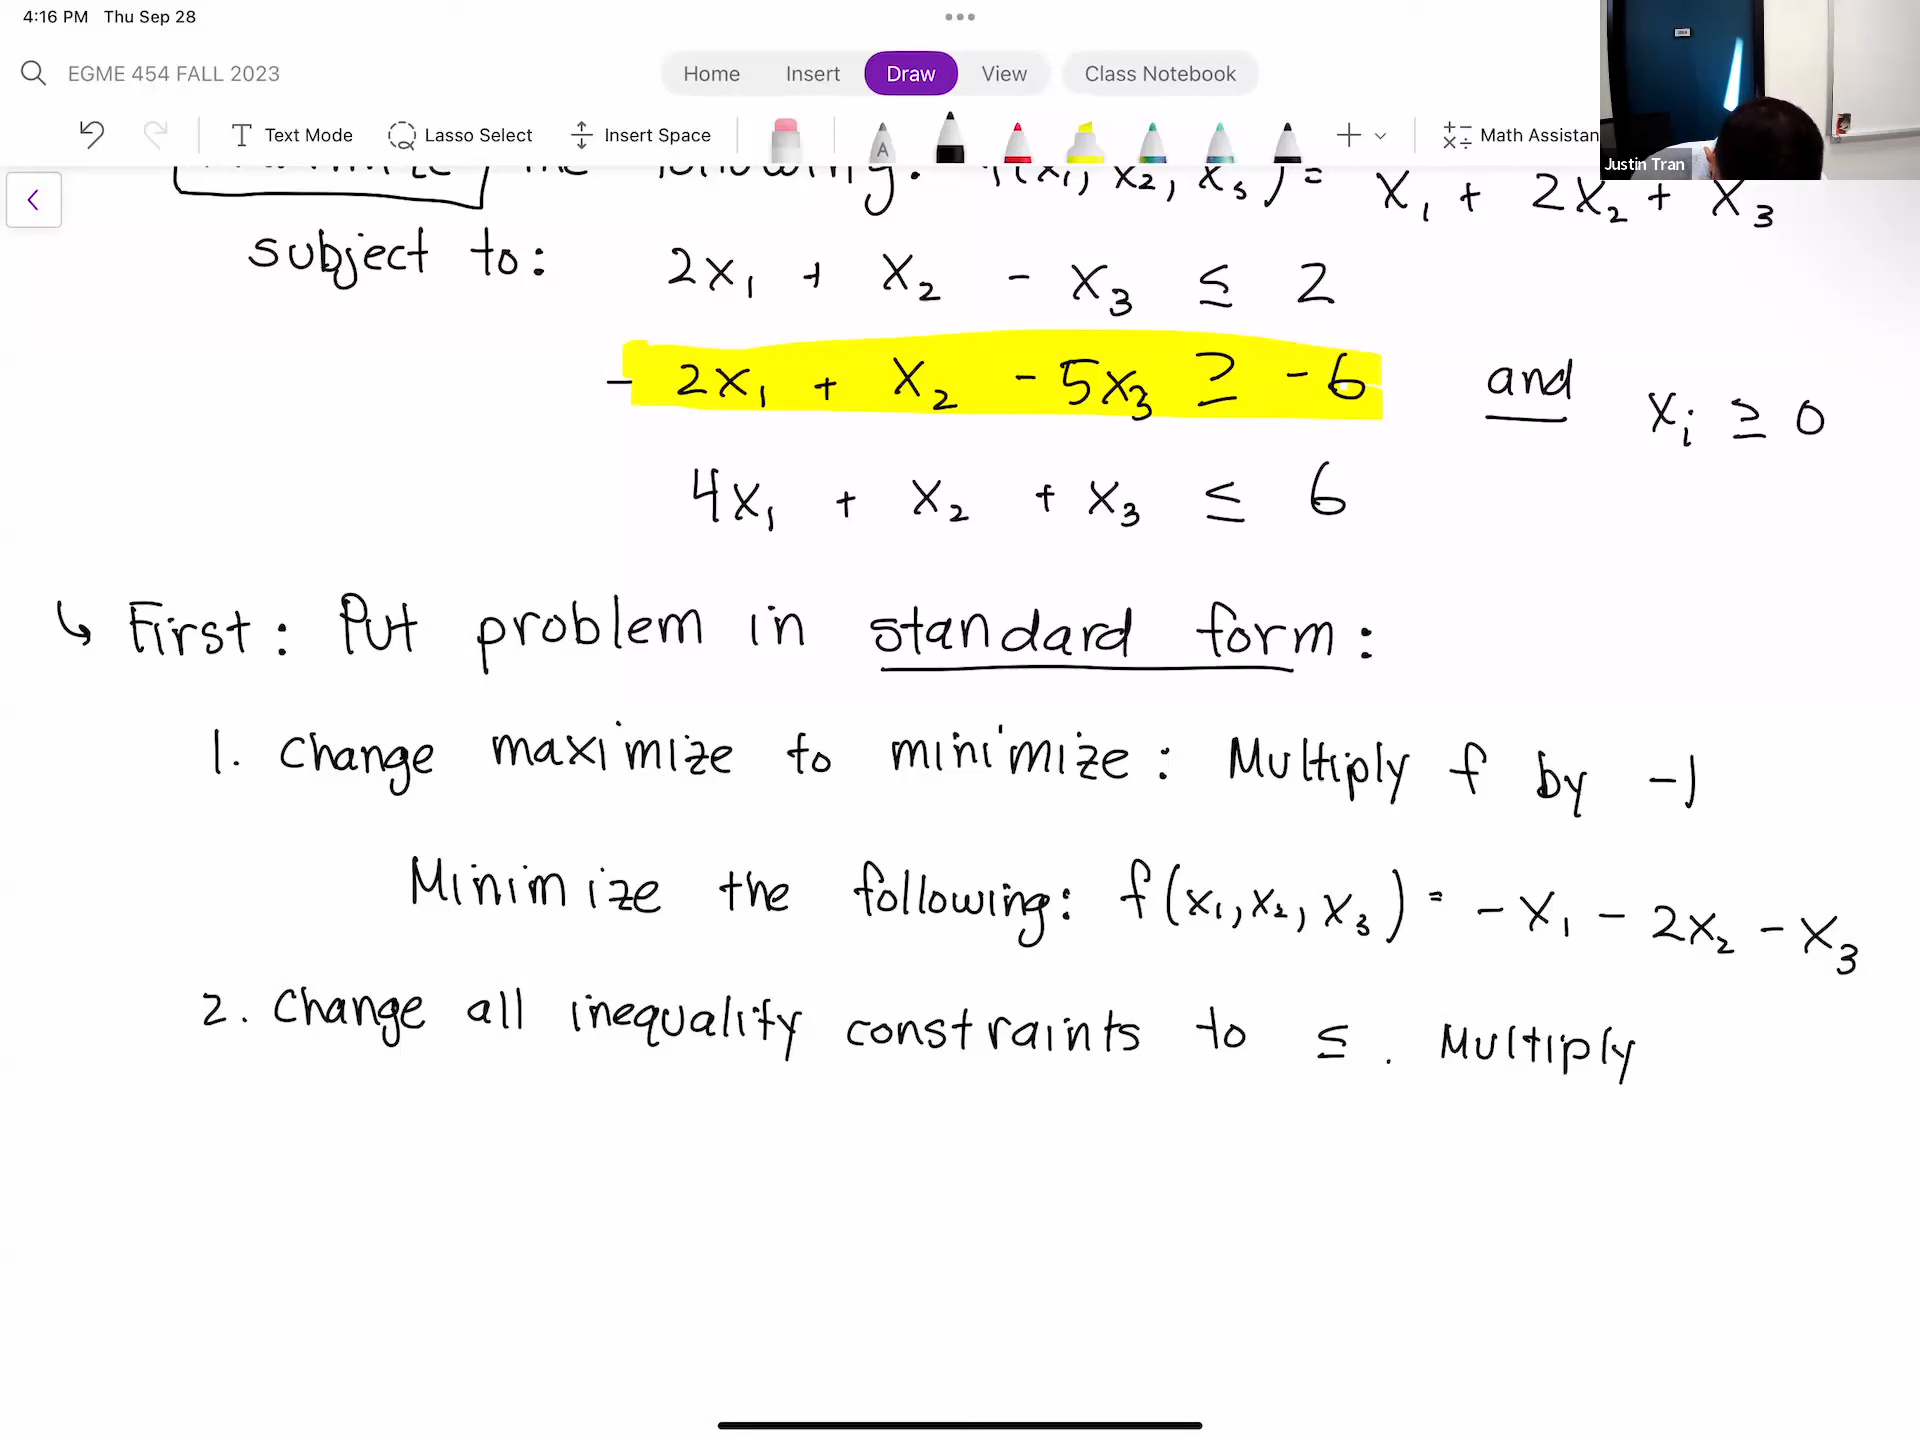 4:16 PM Thu Sep 28
EGME 454 FALL 2023
Home Insert Draw View Class Notebook
Text Mode Lasso Select Insert Space A Math Assistan
Justin Tran
following: f(x₁, x₂, x₃) = x₁ + 2x₂ + x₃
subject to: 2x₁ + x₂ - x₃ ≤ 2
- 2x₁ + x₂ - 5x₃ ≥ -6 and xᵢ ≥ 0
4x₁ + x₂ + x₃ ≤ 6
↳ First: Put problem in standard form:
1. Change maximize to minimize: Multiply f by -1
Minimize the following: f(x₁, x₂, x₃) = -x₁ - 2x₂ - x₃
2. Change all inequality constraints to ≤. Multiply